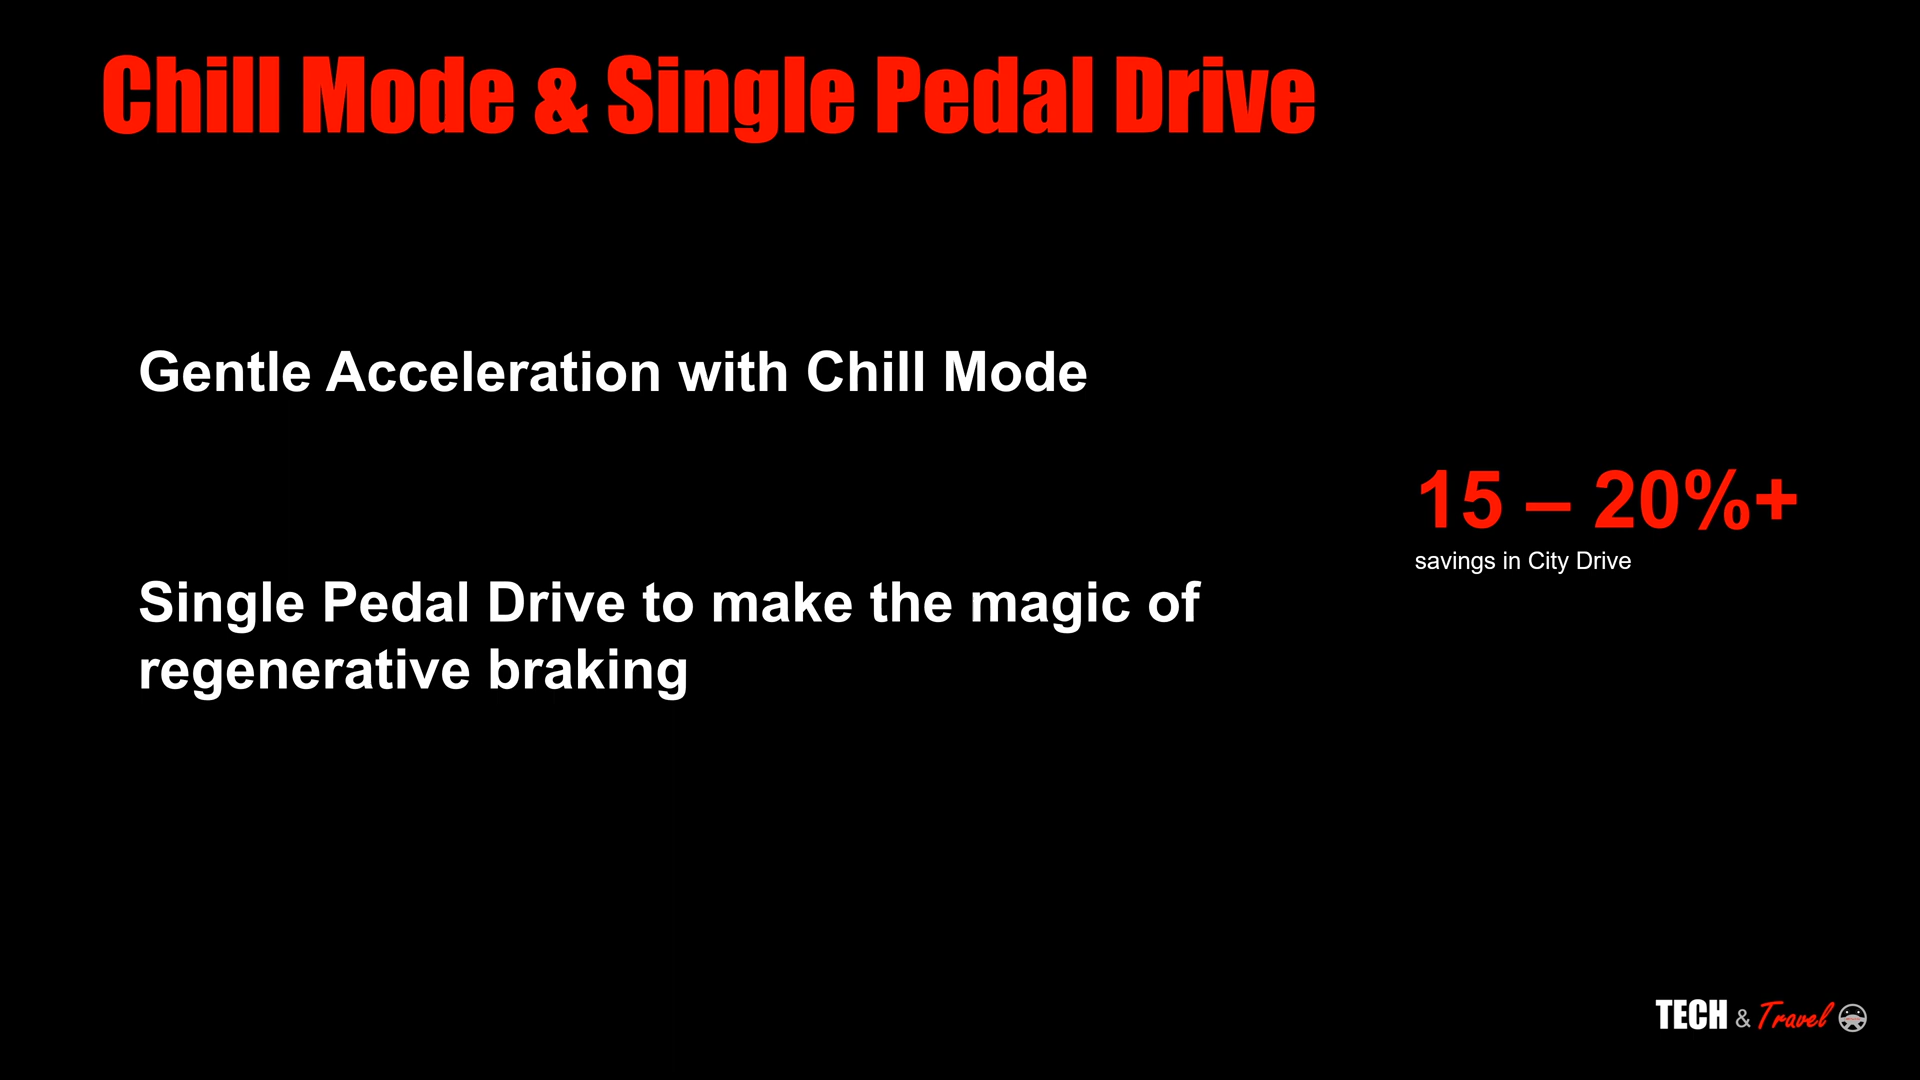 Chill Mode & Single Pedal Drive
Gentle Acceleration with Chill Mode
15 – 20%+
savings in City Drive
Single Pedal Drive to make the magic of
regenerative braking
TECH & Travel